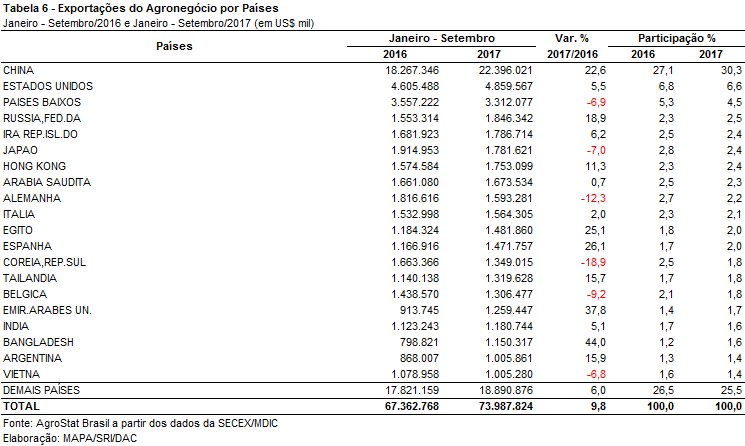 Tabela 6 - Exportações do Agronegócio por Países
Janeiro - Setembro/2016 e Janeiro - Setembro/2017 (em US$ mil)
Países Janeiro - Setembro Var. % Participação %
2016 2017 2017/2016 2016 2017
CHINA 18.267.346 22.396.021 22,6 27,1 30,3
ESTADOS UNIDOS 4.605.488 4.859.567 5,5 6,8 6,6
PAISES BAIXOS 3.557.222 3.312.077 -6,9 5,3 4,5
RUSSIA,FED.DA 1.553.314 1.846.342 18,9 2,3 2,5
IRA REP.ISL.DO 1.681.923 1.786.714 6,2 2,5 2,4
JAPAO 1.914.953 1.781.621 -7,0 2,8 2,4
HONG KONG 1.574.584 1.753.099 11,3 2,3 2,4
ARABIA SAUDITA 1.661.080 1.673.534 0,7 2,5 2,3
ALEMANHA 1.816.616 1.593.281 -12,3 2,7 2,2
ITALIA 1.532.998 1.564.305 2,0 2,3 2,1
EGITO 1.184.324 1.481.860 25,1 1,8 2,0
ESPANHA 1.166.916 1.471.757 26,1 1,7 2,0
COREIA,REP.SUL 1.663.366 1.349.015 -18,9 2,5 1,8
TAILANDIA 1.140.138 1.319.628 15,7 1,7 1,8
BELGICA 1.438.570 1.306.477 -9,2 2,1 1,8
EMIR.ARABES UN. 913.745 1.259.447 37,8 1,4 1,7
INDIA 1.123.243 1.180.744 5,1 1,7 1,6
BANGLADESH 798.821 1.150.317 44,0 1,2 1,6
ARGENTINA 868.007 1.005.861 15,9 1,3 1,4
VIETNA 1.078.958 1.005.280 -6,8 1,6 1,4
DEMAIS PAÍSES 17.821.159 18.890.876 6,0 26,5 25,5
TOTAL 67.362.768 73.987.824 9,8 100,0 100,0
Fonte: AgroStat Brasil a partir dos dados da SECEX/MDIC
Elaboração: MAPA/SRI/DAC